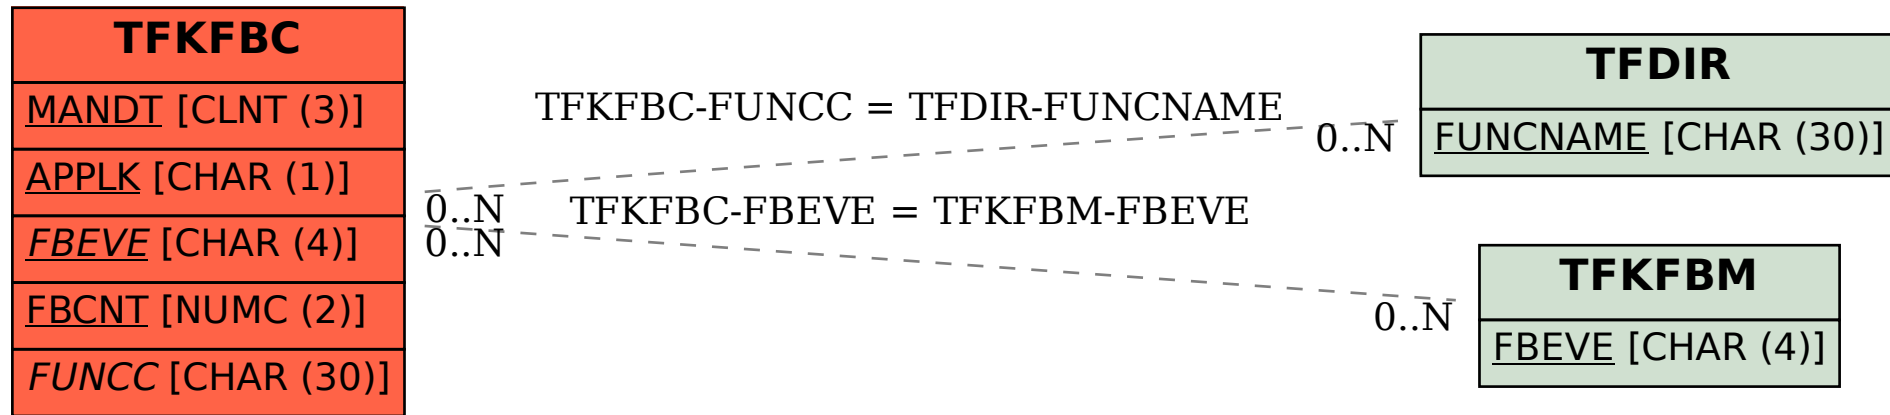 TFKFBC
MANDT [CLNT (3)]
APPLK [CHAR (1)]
FBEVE [CHAR (4)]
FBCNT [NUMC (2)]
FUNCC [CHAR (30)]
TFKFBC-FUNCC = TFDIR-FUNCNAME
0..N
0..N
TFKFBC-FBEVE = TFKFBM-FBEVE
0..N
0..N
TFDIR
FUNCNAME [CHAR (30)]
TFKFBM
FBEVE [CHAR (4)]